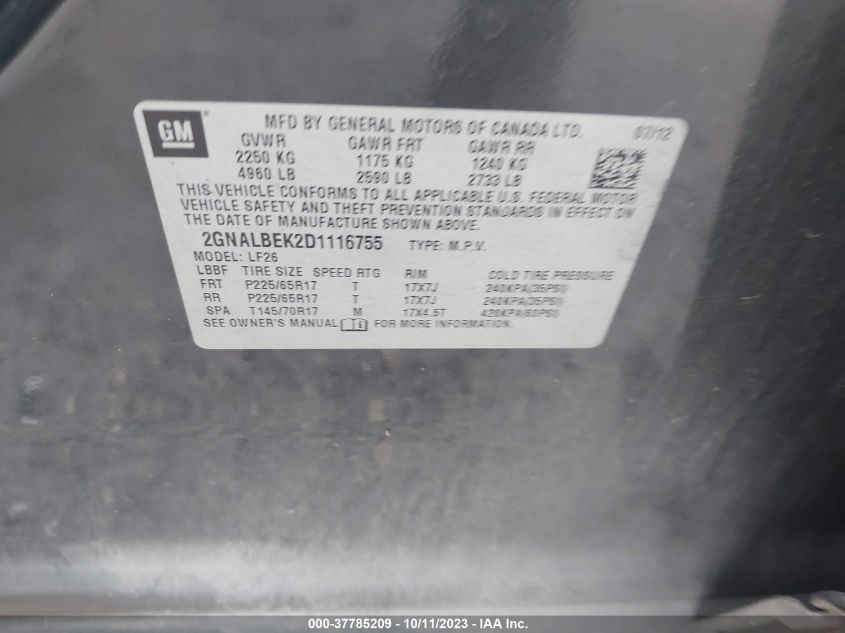 GM ®
MFD BY GENERAL MOTORS OF CANADA LTD. 07/12
GVWR GAWR FRT GAWR RR
2250 KG 1175 KG 1240 KG
4960 LB 2590 LB 2733 LB
THIS VEHICLE CONFORMS TO ALL APPLICABLE U.S. FEDERAL MOTOR
VEHICLE SAFETY AND THEFT PREVENTION STANDARDS IN EFFECT ON
THE DATE OF MANUFACTURE SHOWN ABOVE.
2GNALBEK2D1116755 TYPE: M.P.V.
MODEL: LF26
LBBF TIRE SIZE SPEED RTG RIM COLD TIRE PRESSURE
FRT P225/65R17 T 17X7J 240KPA(35PSI)
RR P225/65R17 T 17X7J 240KPA(35PSI)
SPA T145/70R17 M 17X4.5T 420KPA(60PSI)
SEE OWNER'S MANUAL i FOR MORE INFORMATION.
000-37785209 - 10/11/2023 - IAA Inc.